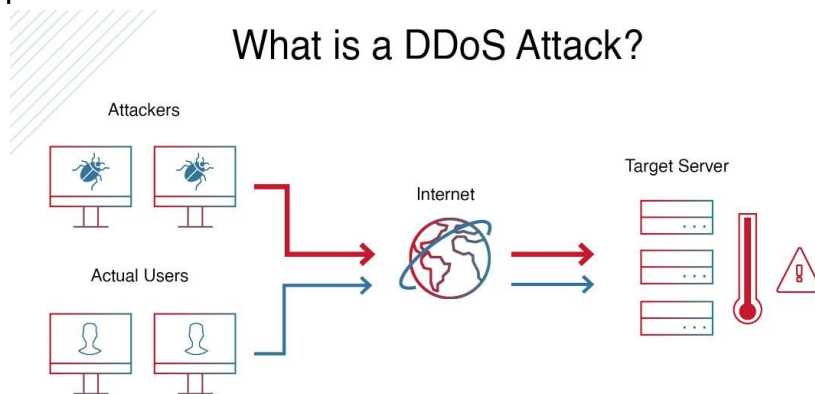 What is a DDoS Attack?
Attackers
Target Server
Internet
Actual Users